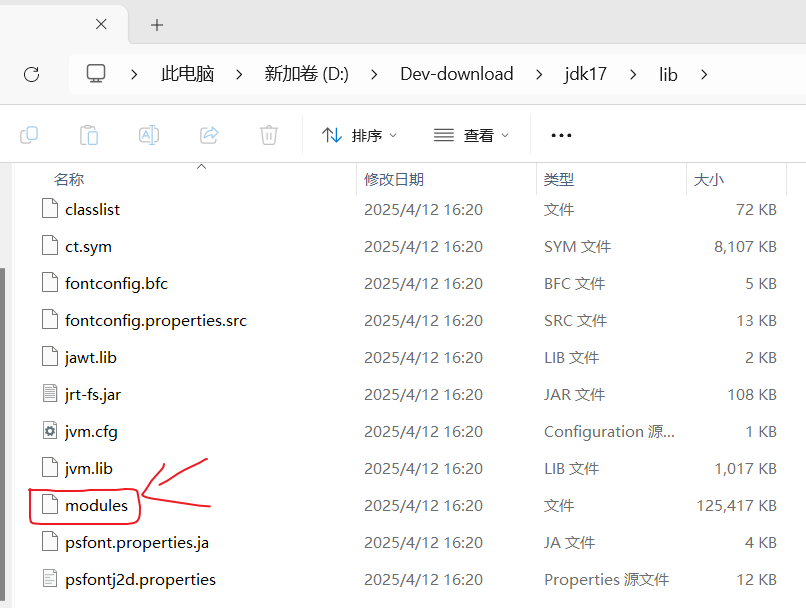 此电脑 新加卷 (D:) Dev-download jdk17 lib
排序 查看
名称 修改日期 类型 大小
classlist 2025/4/12 16:20 文件 72 KB
ct.sym 2025/4/12 16:20 SYM 文件 8,107 KB
fontconfig.bfc 2025/4/12 16:20 BFC 文件 5 KB
fontconfig.properties.src 2025/4/12 16:20 SRC 文件 13 KB
jawt.lib 2025/4/12 16:20 LIB 文件 2 KB
jrt-fs.jar 2025/4/12 16:20 JAR 文件 108 KB
jvm.cfg 2025/4/12 16:20 Configuration 源... 1 KB
jvm.lib 2025/4/12 16:20 LIB 文件 1,017 KB
modules 2025/4/12 16:20 文件 125,417 KB
psfont.properties.ja 2025/4/12 16:20 JA 文件 4 KB
psfontj2d.properties 2025/4/12 16:20 Properties 源文件 12 KB